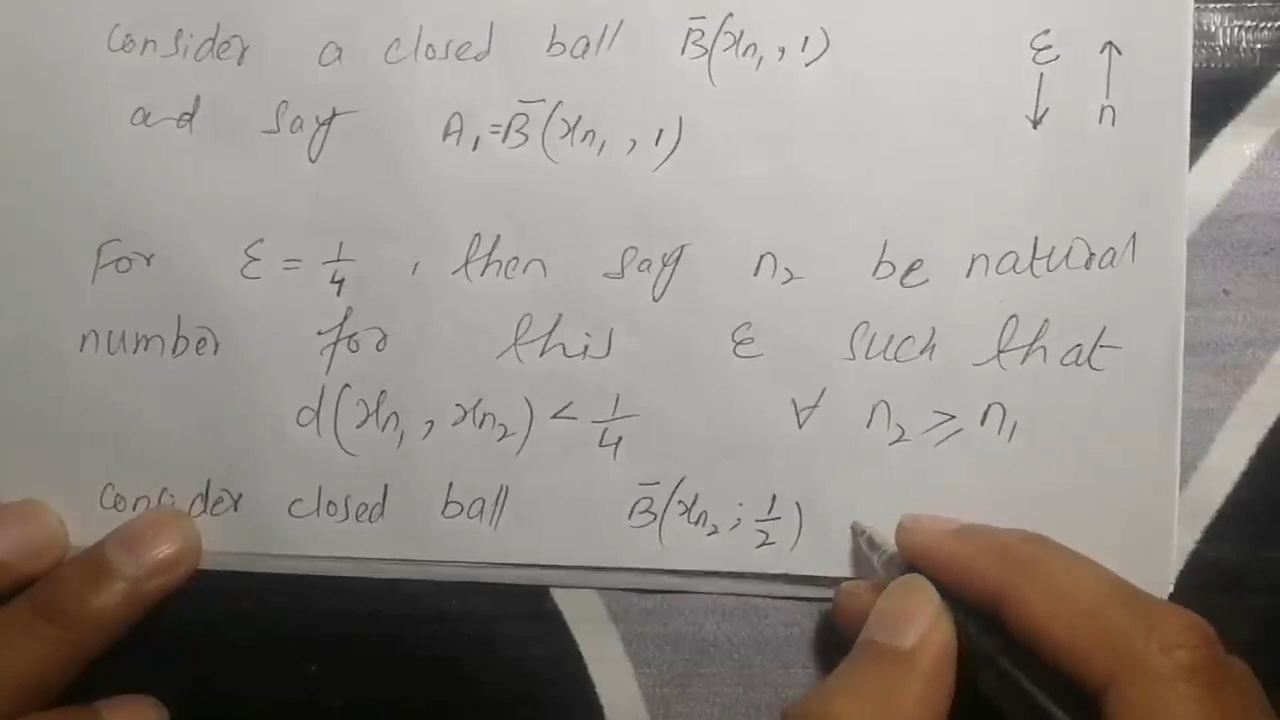 Consider a closed ball B̄(xn₁, 1)
and say A₁ = B̄(xn₁, 1)
ε ↓ n ↑
For ε = 1/4, then say n₂ be natural
number for this ε such that
d(xn₁, xn₂) < 1/4 ∀ n₂ ⩾ n₁
Consider closed ball B̄(xn₂; 1/2)